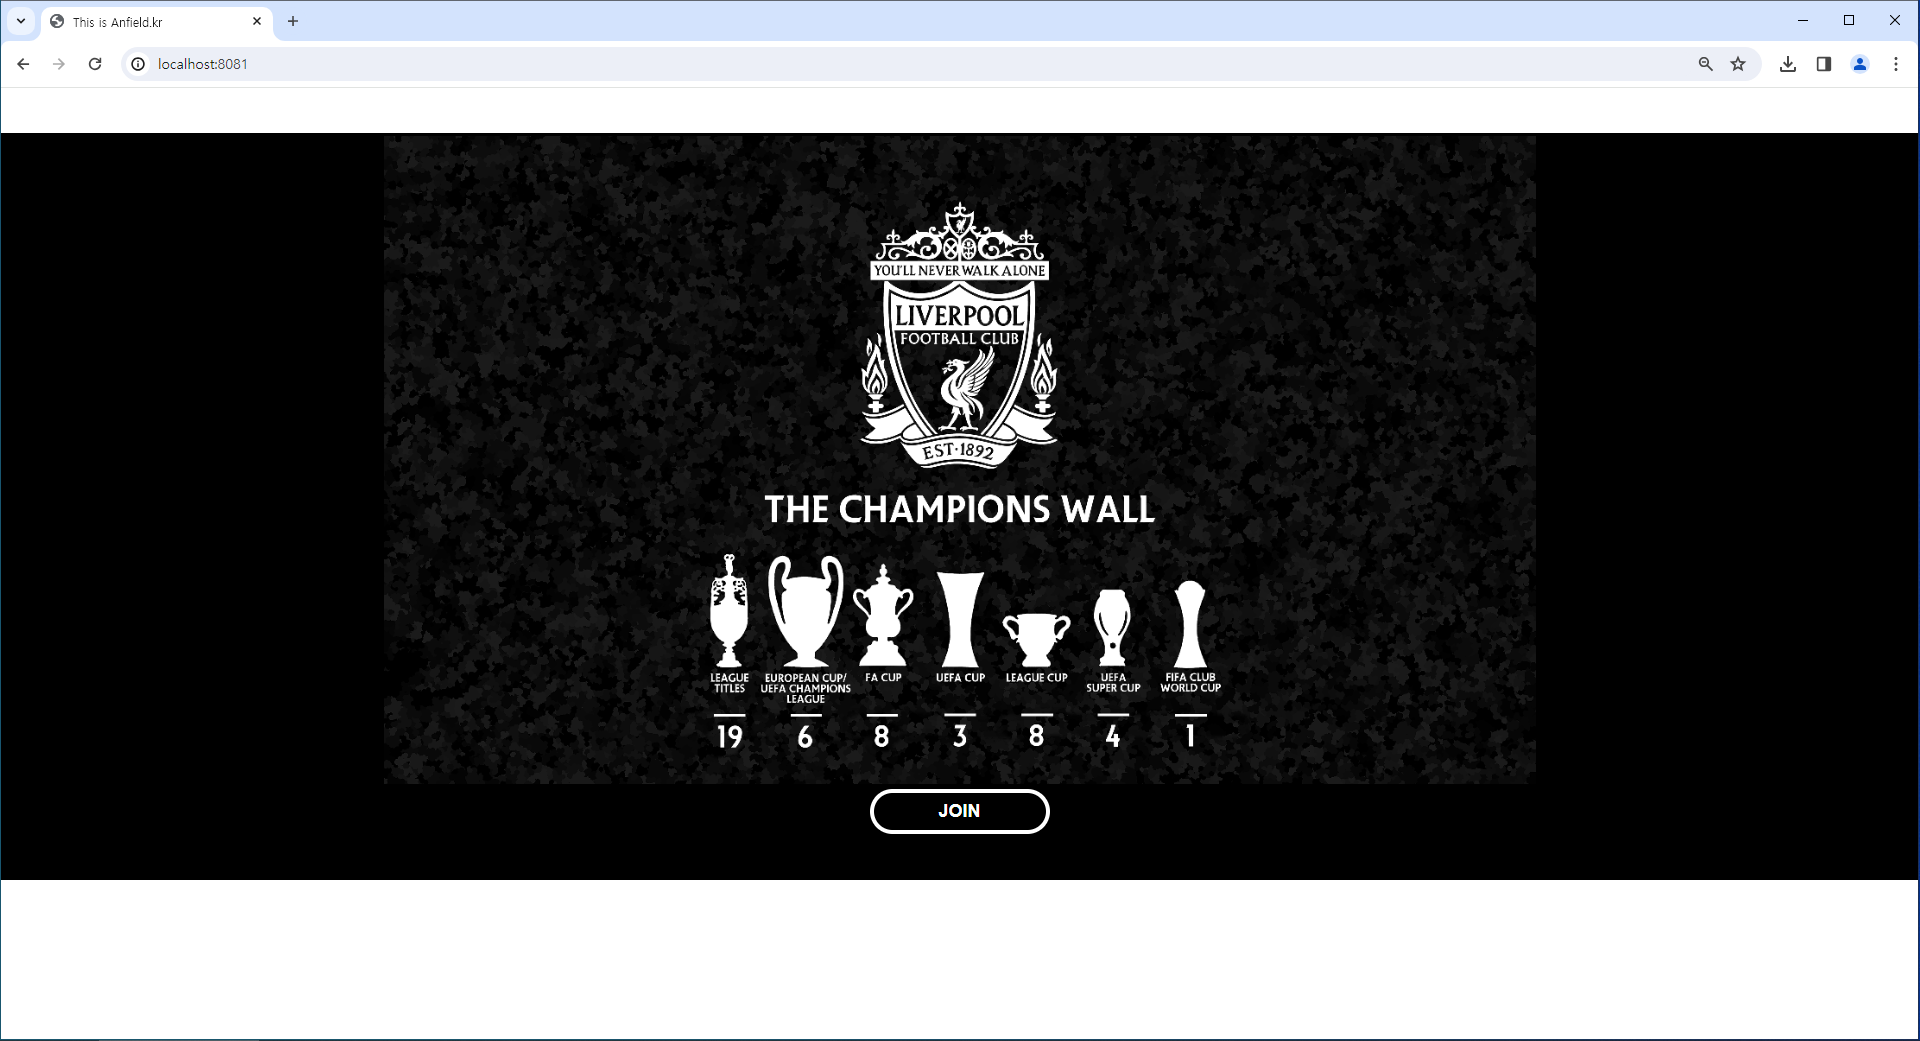 This is Anfield.kr
localhost:8081
YOU'LL NEVER WALK ALONE
LIVERPOOL
FOOTBALL CLUB
EST·1892
THE CHAMPIONS WALL
LEAGUE
TITLES
19
EUROPEAN CUP/
UEFA CHAMPIONS
LEAGUE
6
FA CUP
8
UEFA CUP
3
LEAGUE CUP
8
UEFA
SUPER CUP
4
FIFA CLUB
WORLD CUP
1
JOIN